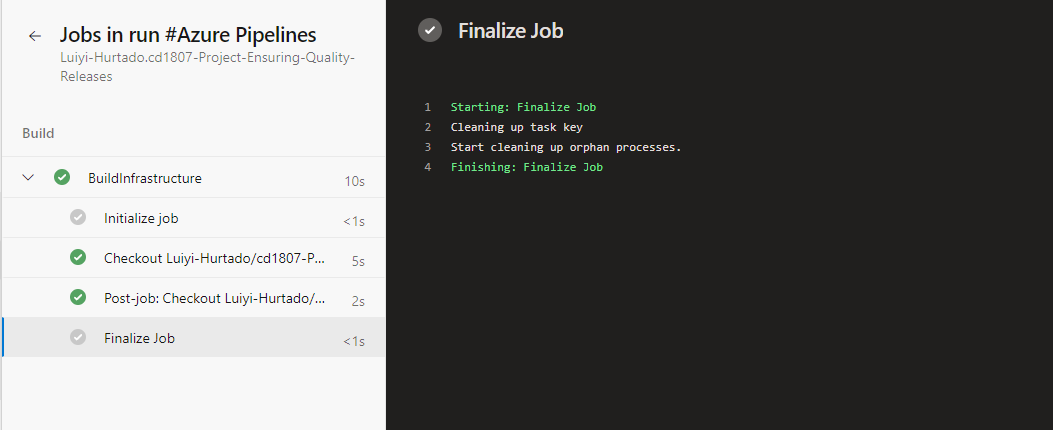 Jobs in run #Azure Pipelines
Luiyi-Hurtado.cd1807-Project-Ensuring-Quality-
Releases
Build
BuildInfrastructure 10s
Initialize job <1s
Checkout Luiyi-Hurtado/cd1807-P... 5s
Post-job: Checkout Luiyi-Hurtado/... 2s
Finalize Job <1s
Finalize Job
1 Starting: Finalize Job
2 Cleaning up task key
3 Start cleaning up orphan processes.
4 Finishing: Finalize Job